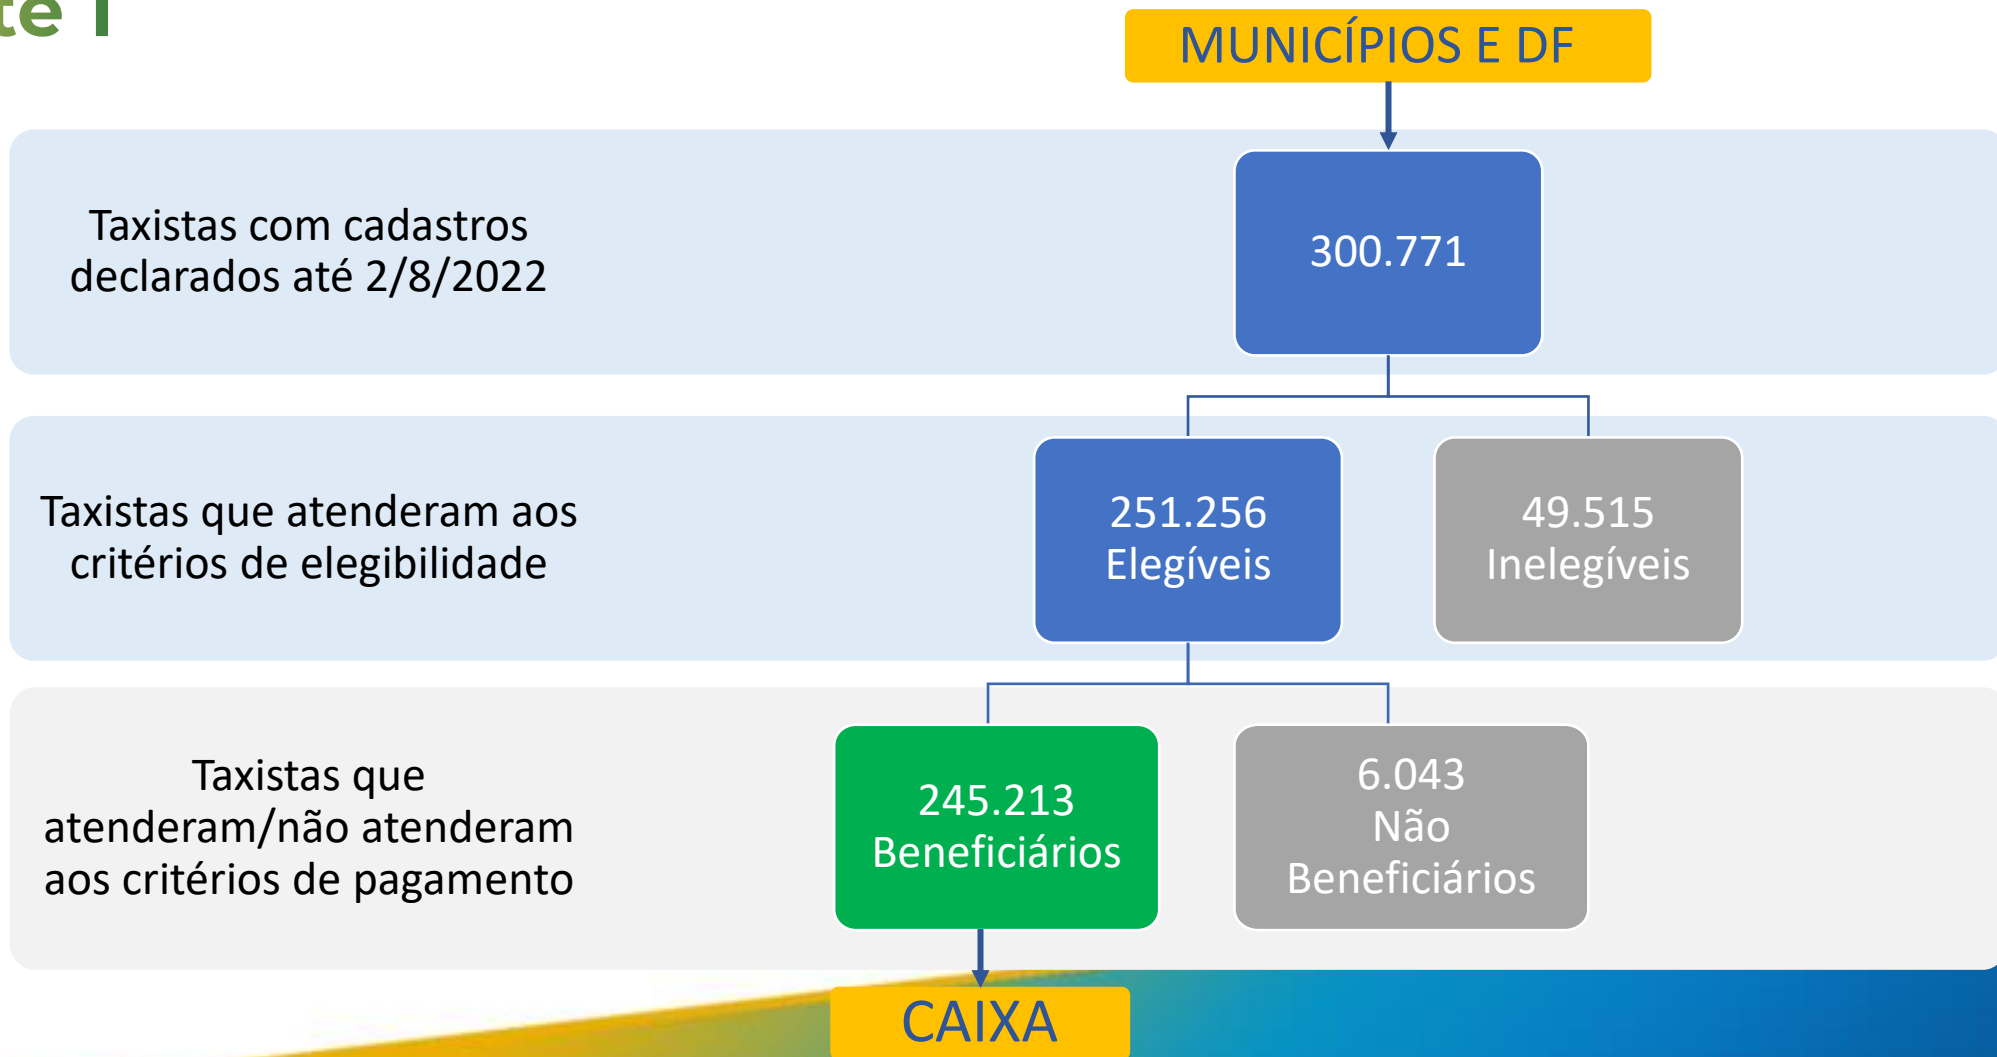 MUNICÍPIOS E DF
Taxistas com cadastros
declarados até 2/8/2022
300.771
Taxistas que atenderam aos
critérios de elegibilidade
251.256
Elegíveis
49.515
Inelegíveis
Taxistas que
atenderam/não atenderam
aos critérios de pagamento
245.213
Beneficiários
6.043
Não
Beneficiários
CAIXA